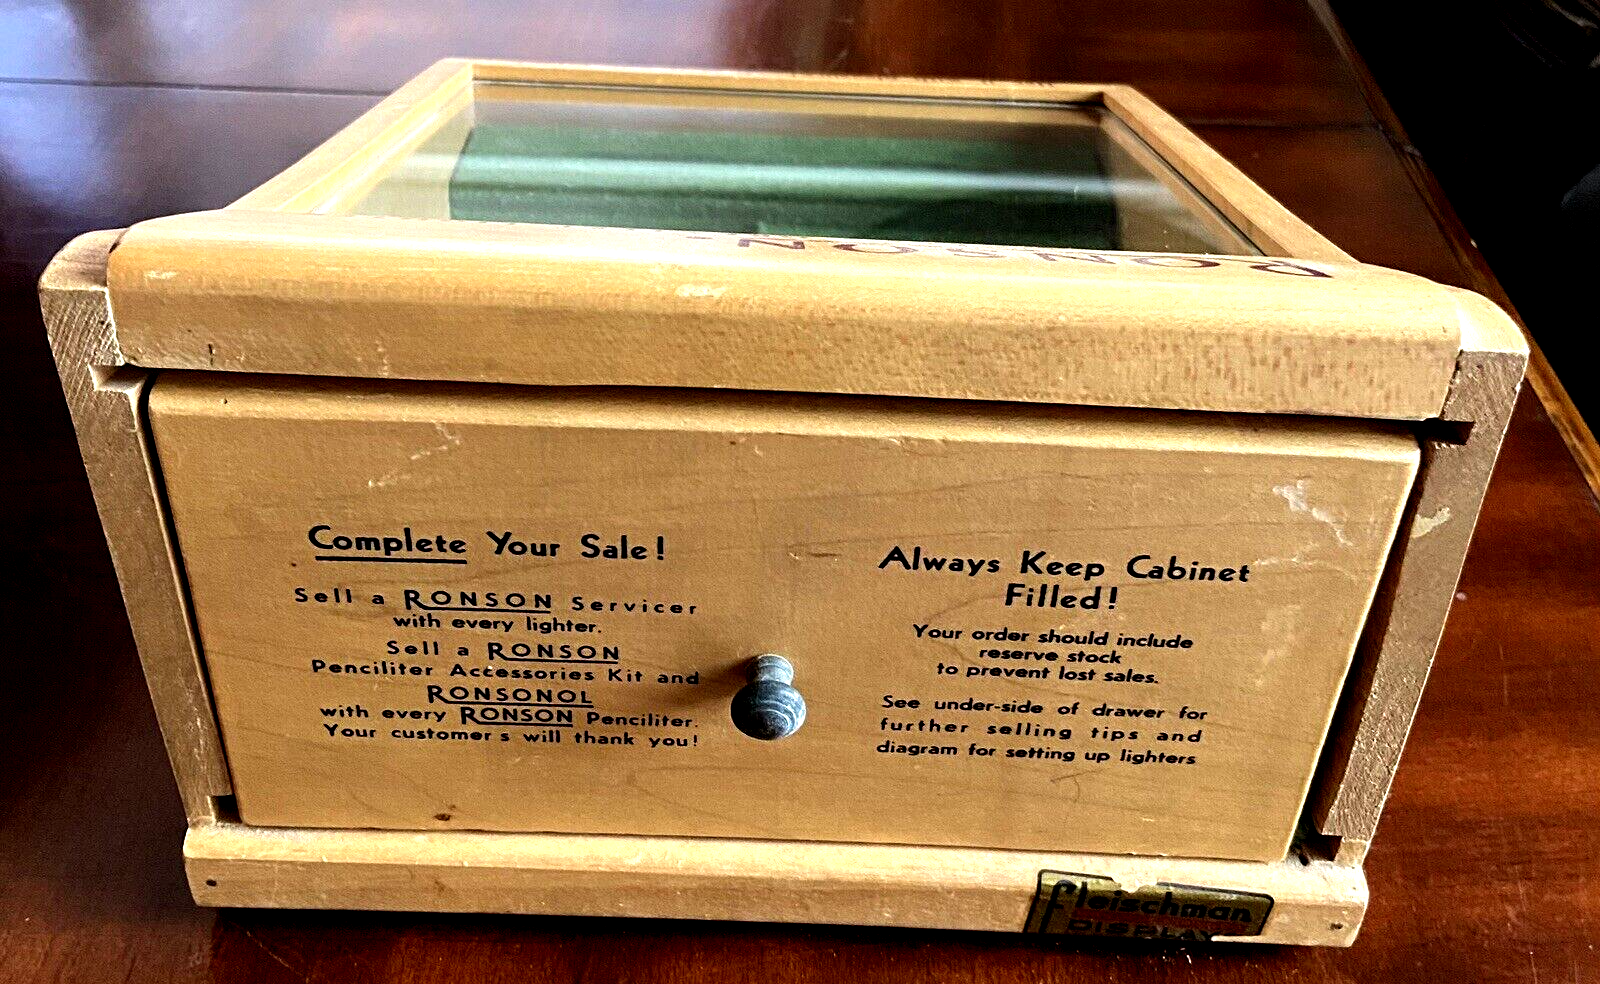 RONSON
Complete Your Sale!
Sell a RONSON Servicer
with every lighter.
Sell a RONSON
Penciliter Accessories Kit and
RONSONOL
with every RONSON Penciliter.
Your customers will thank you!
Always Keep Cabinet
Filled!
Your order should include
reserve stock
to prevent lost sales.
See under-side of drawer for
further selling tips and
diagram for setting up lighters
Fleischman
DISPLAY